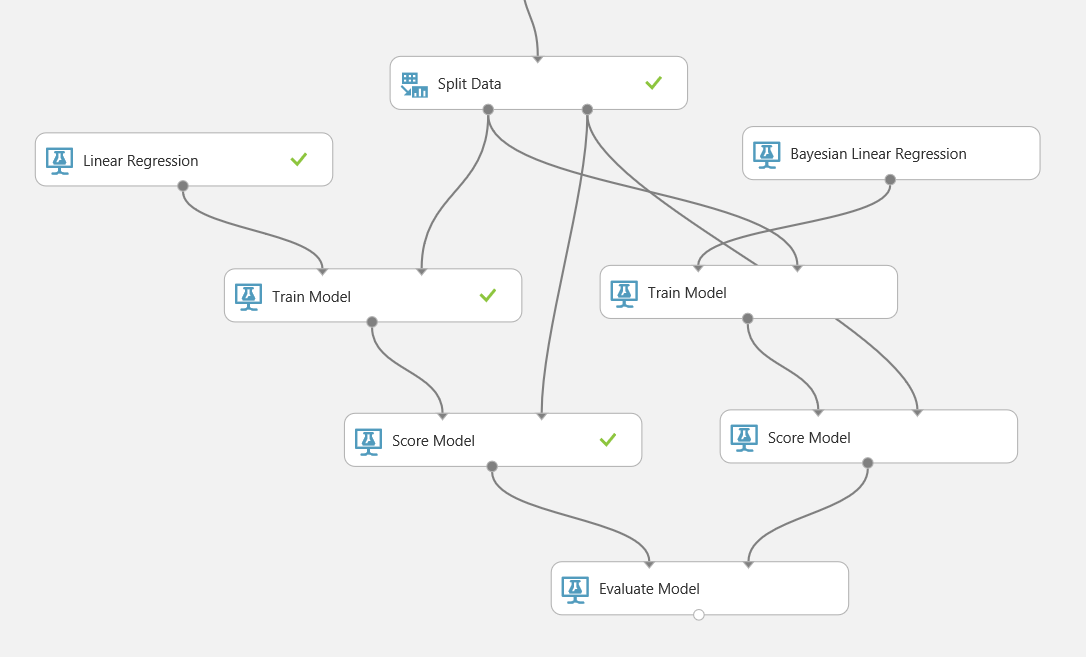 Split Data
Linear Regression
Bayesian Linear Regression
Train Model
Train Model
Score Model
Score Model
Evaluate Model